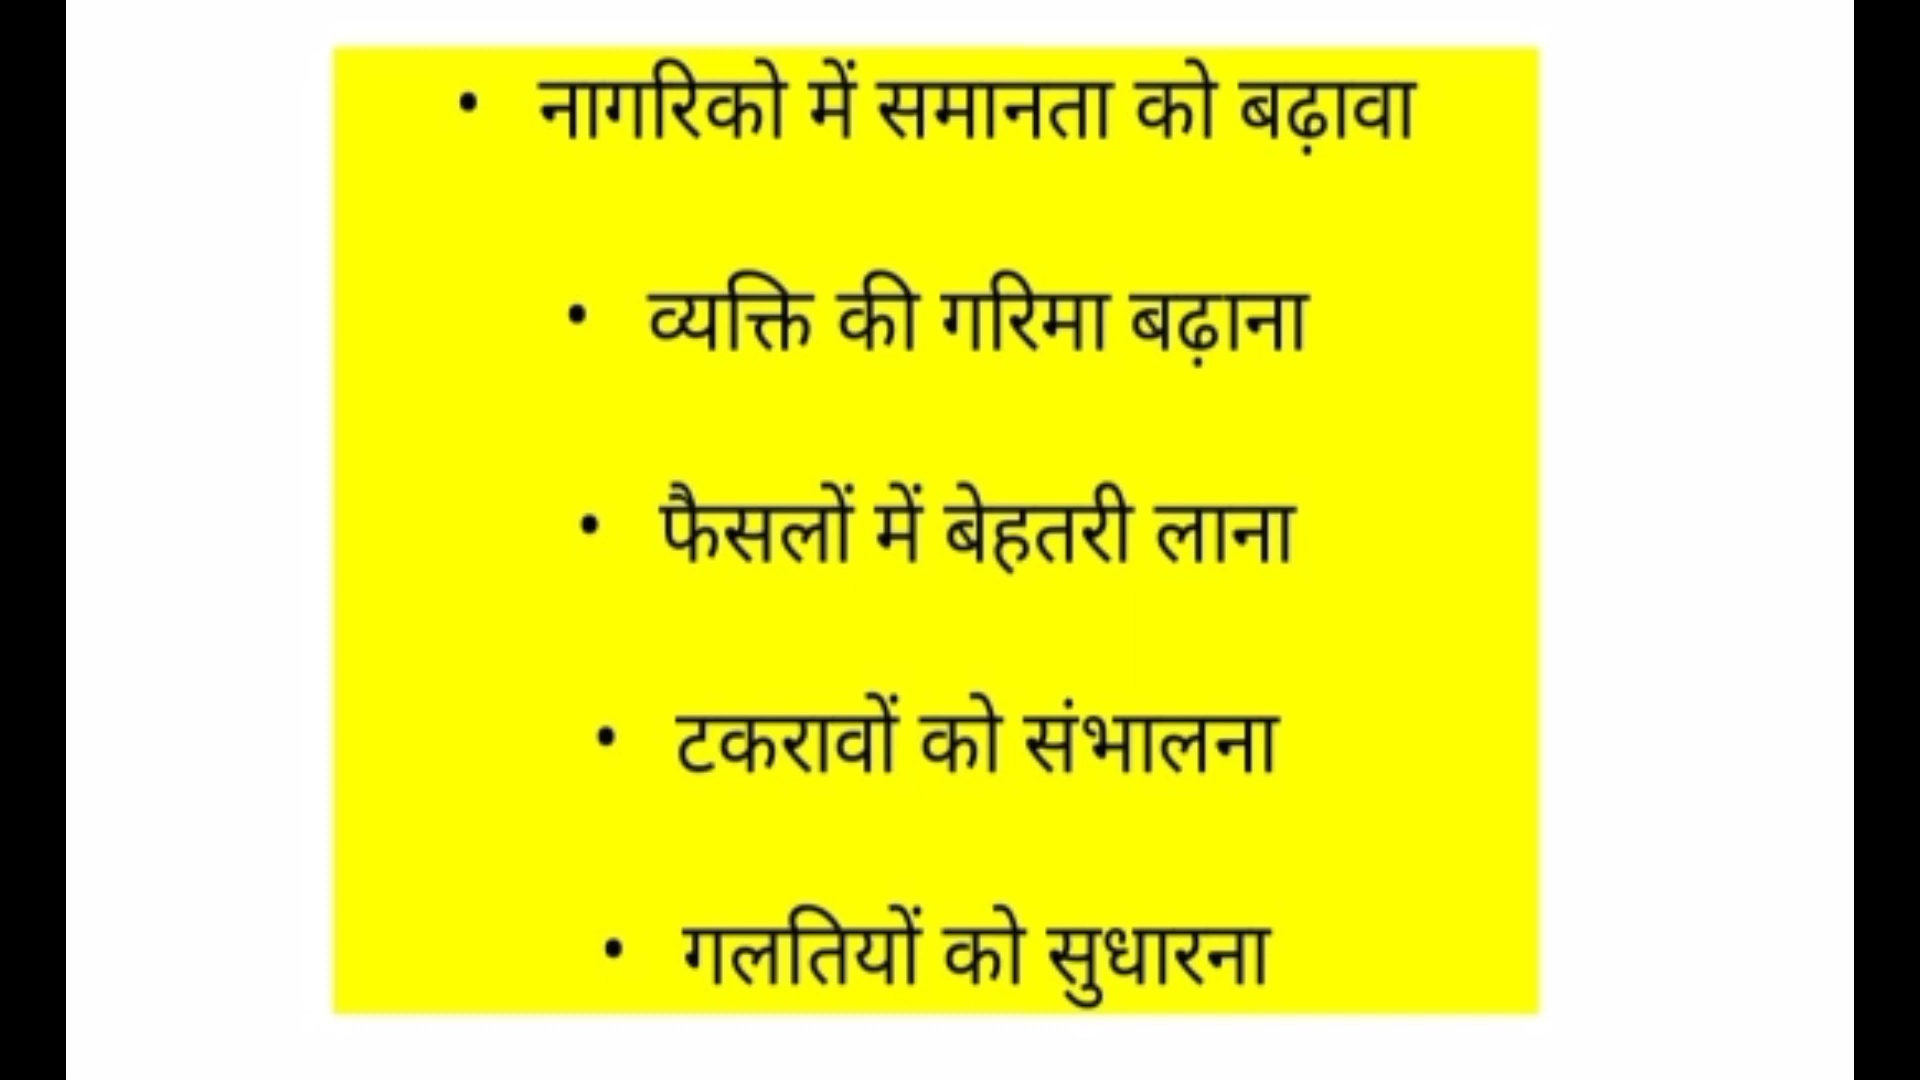 • नागरिको में समानता को बढ़ावा
• व्यक्ति की गरिमा बढ़ाना
• फैसलों में बेहतरी लाना
• टकरावों को संभालना
• गलतियों को सुधारना